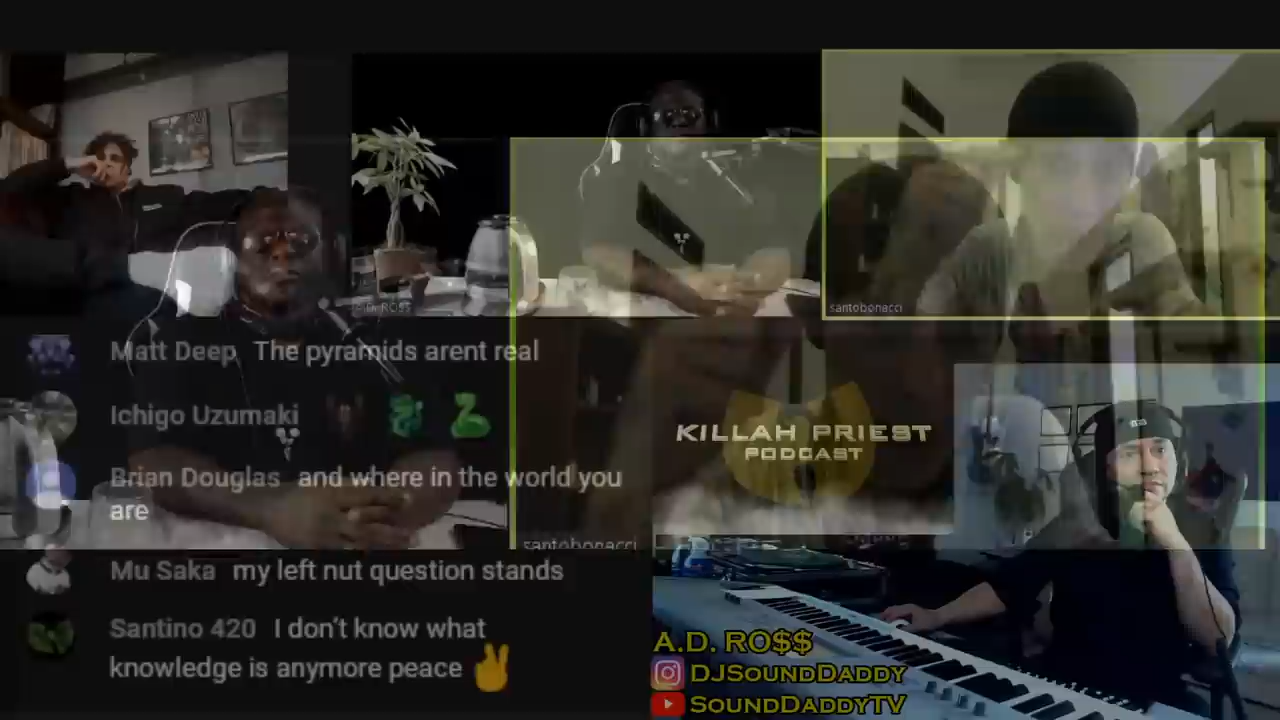 A.D. RO$$
santobonacci
Matt Deep The pyramids arent real
Ichigo Uzumaki
Brian Douglas and where in the world you
are
KILLAH PRIEST
PODCAST
santobonacci
Mu Saka my left nut question stands
Santino 420 I don't know what
knowledge is anymore peace ✌
A.D. RO$$
DJSoundDaddy
SoundDaddyTV